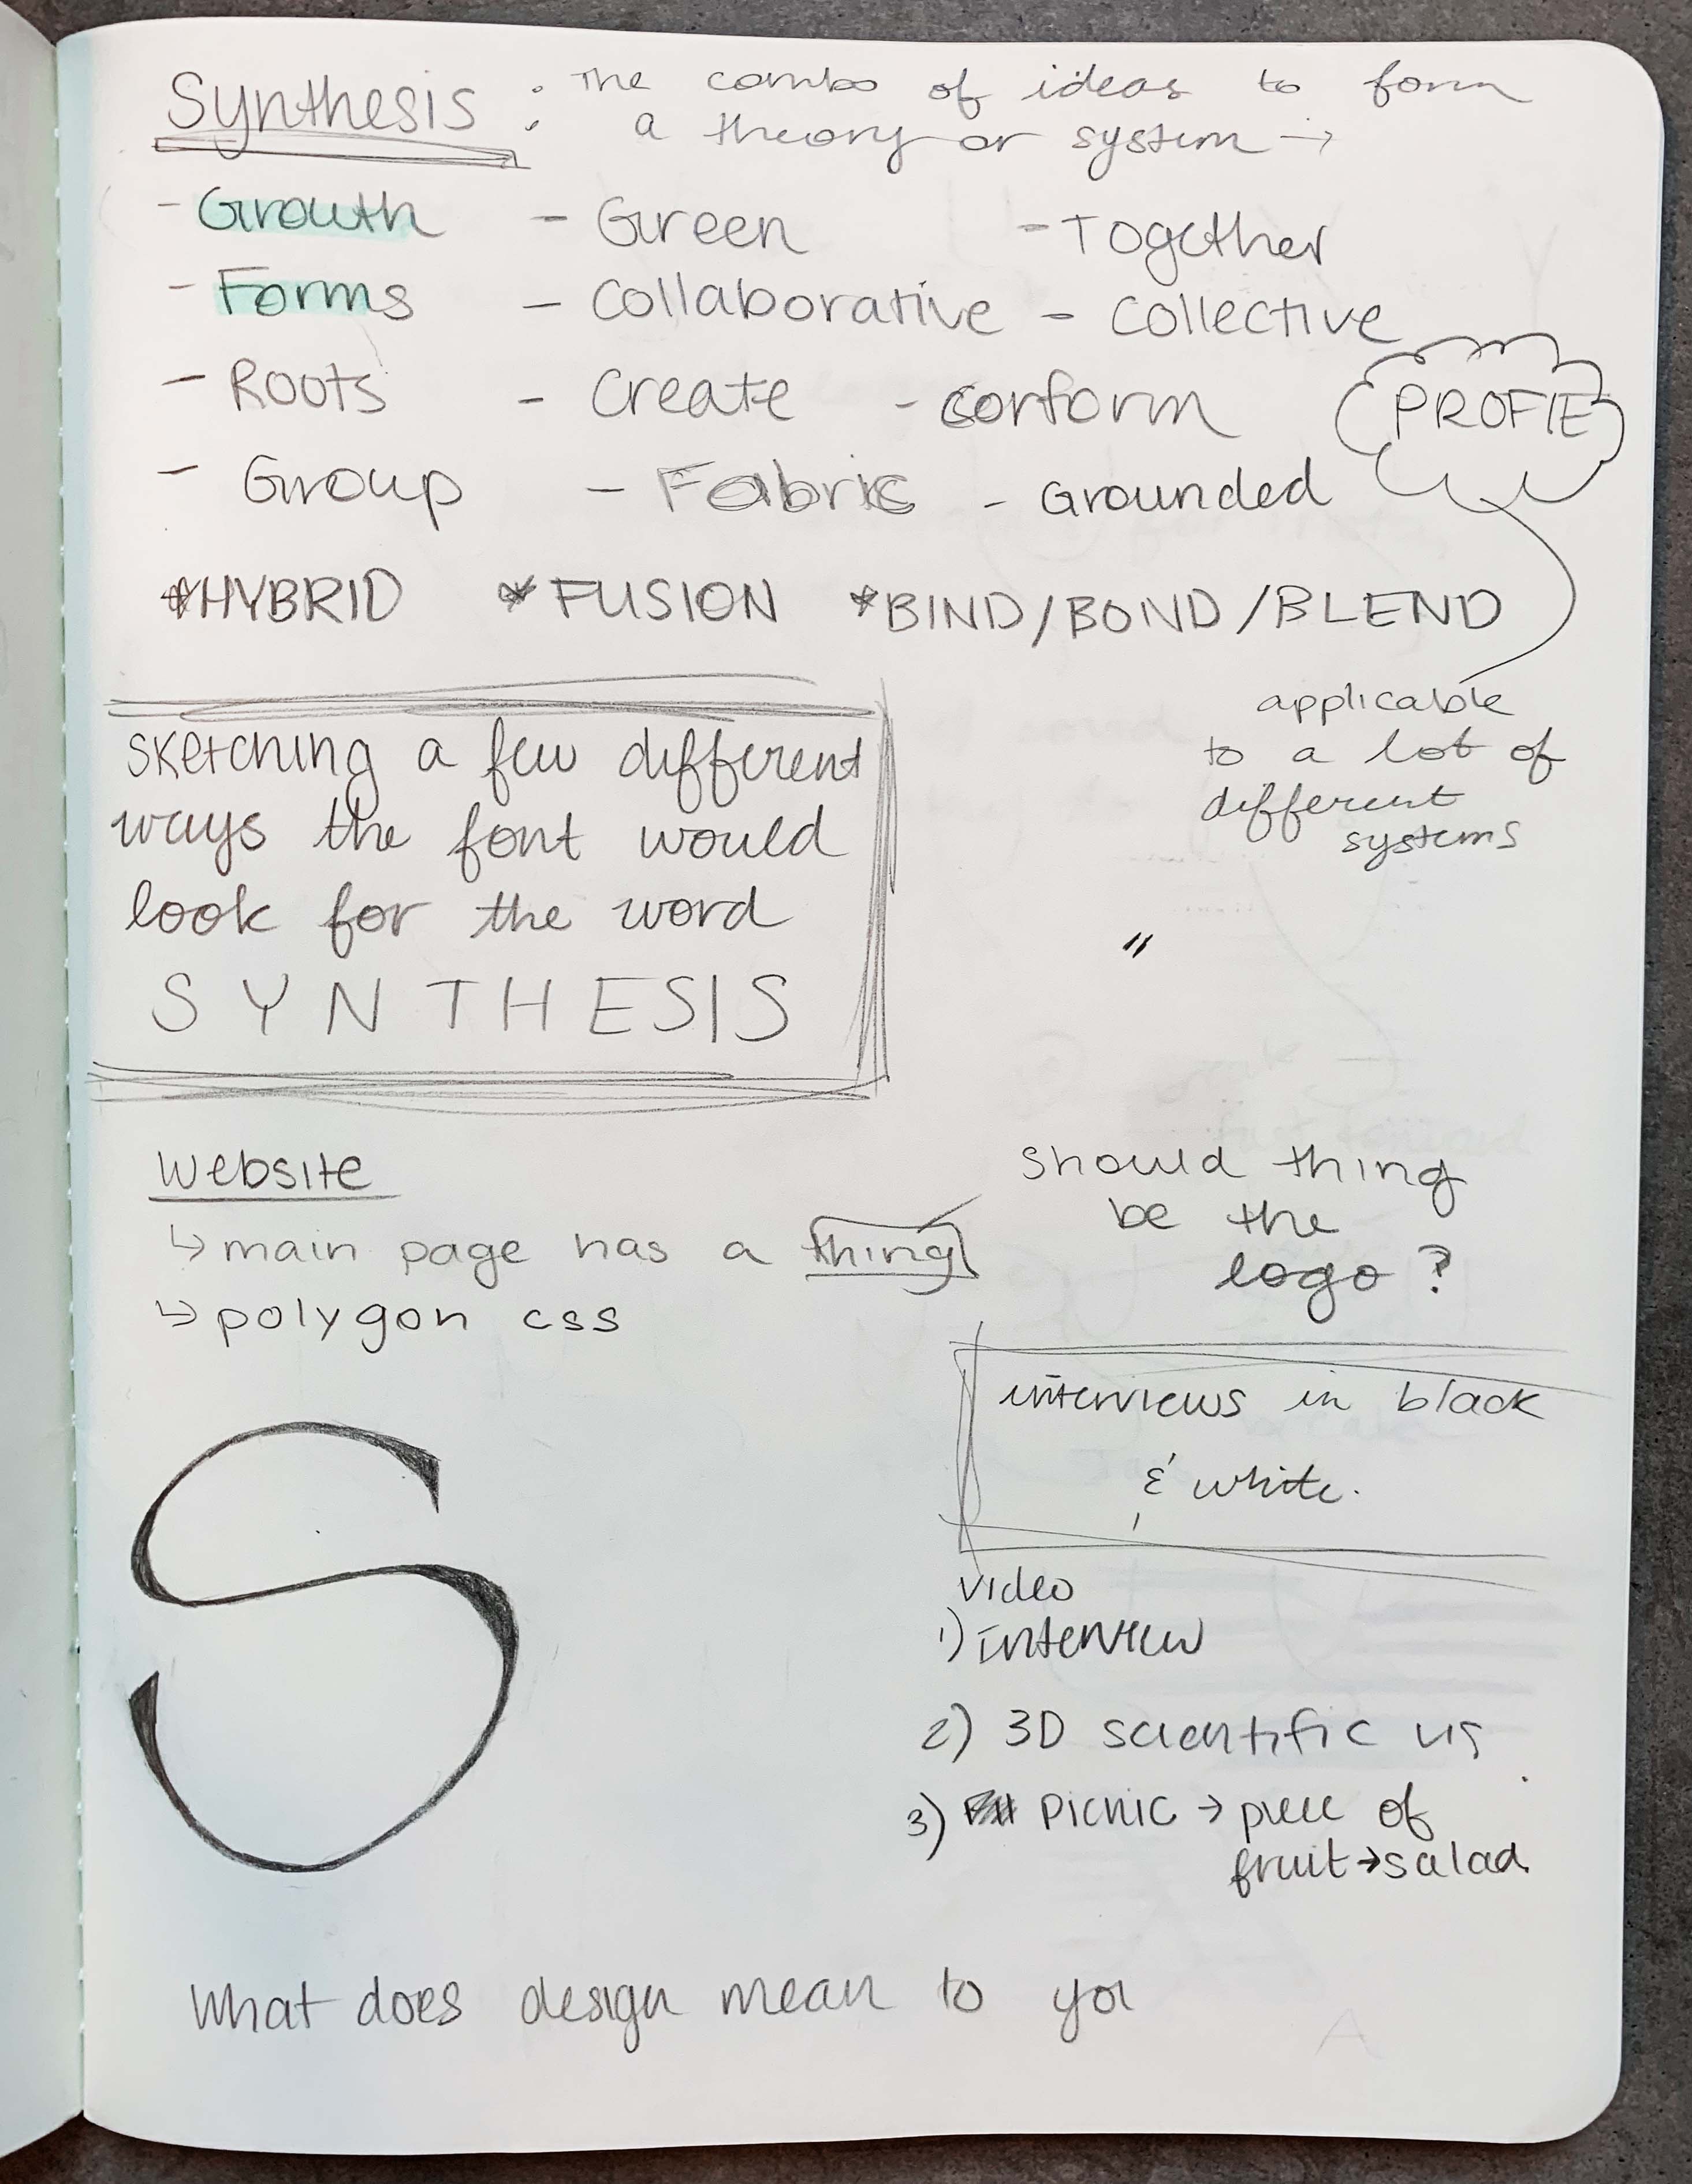 Synthesis : The combo of ideas to form
a theory or system →
- Growth - Green - Together
- Forms - Collaborative - Collective
- Roots - Create - conform
PROFIE
- Group - Fabric - Grounded
*HYBRID *FUSION *BIND/BOND/BLEND
applicable
to a lot of
different
systems
sketching a few different
ways the font would
look for the word
SYNTHESIS
"
Website
↳ main page has a thing
↳ polygon css
should thing
be the
logo?
interviews in black
& white.
S
video
1) interview
2) 3D scientific
3) Picnic → piece of
fruit → salad
What does design mean to you